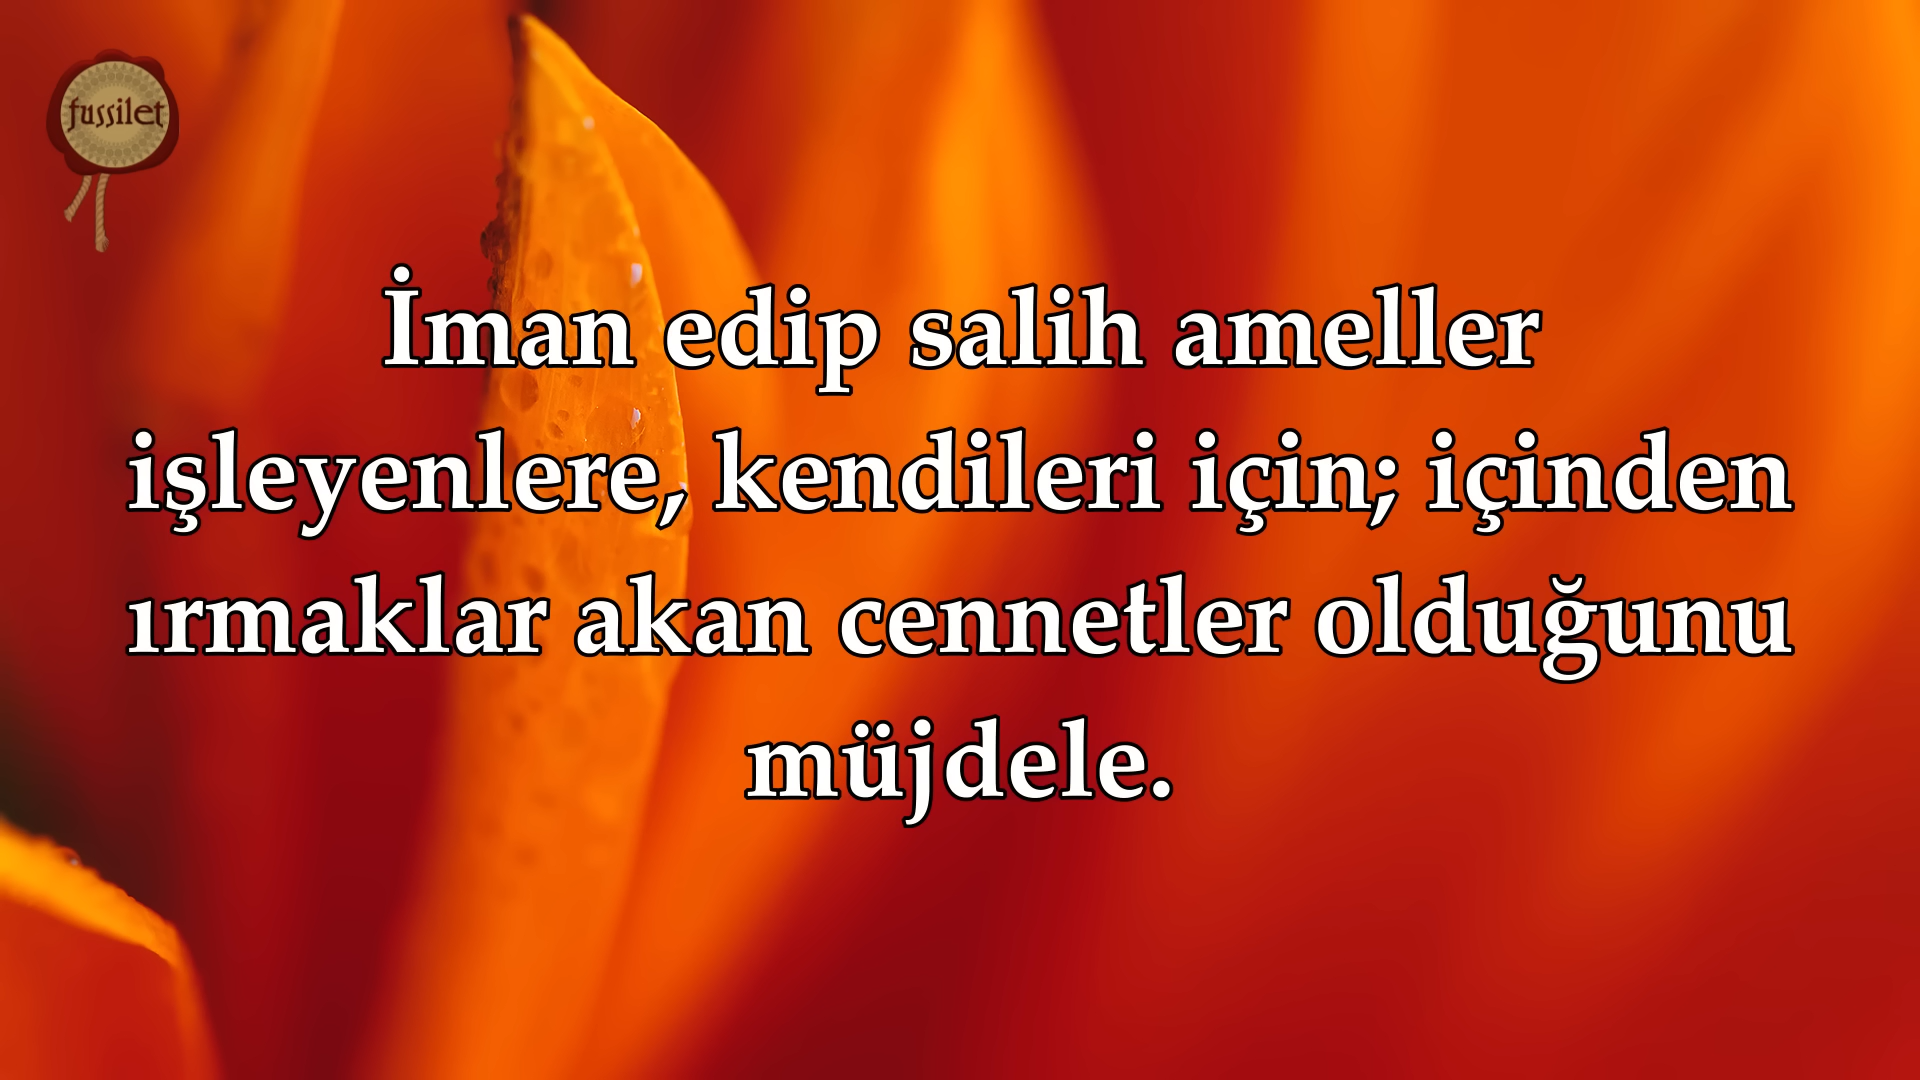 fussilet
İman edip salih ameller
işleyenlere, kendileri için; içinden
ırmaklar akan cennetler olduğunu
müjdele.